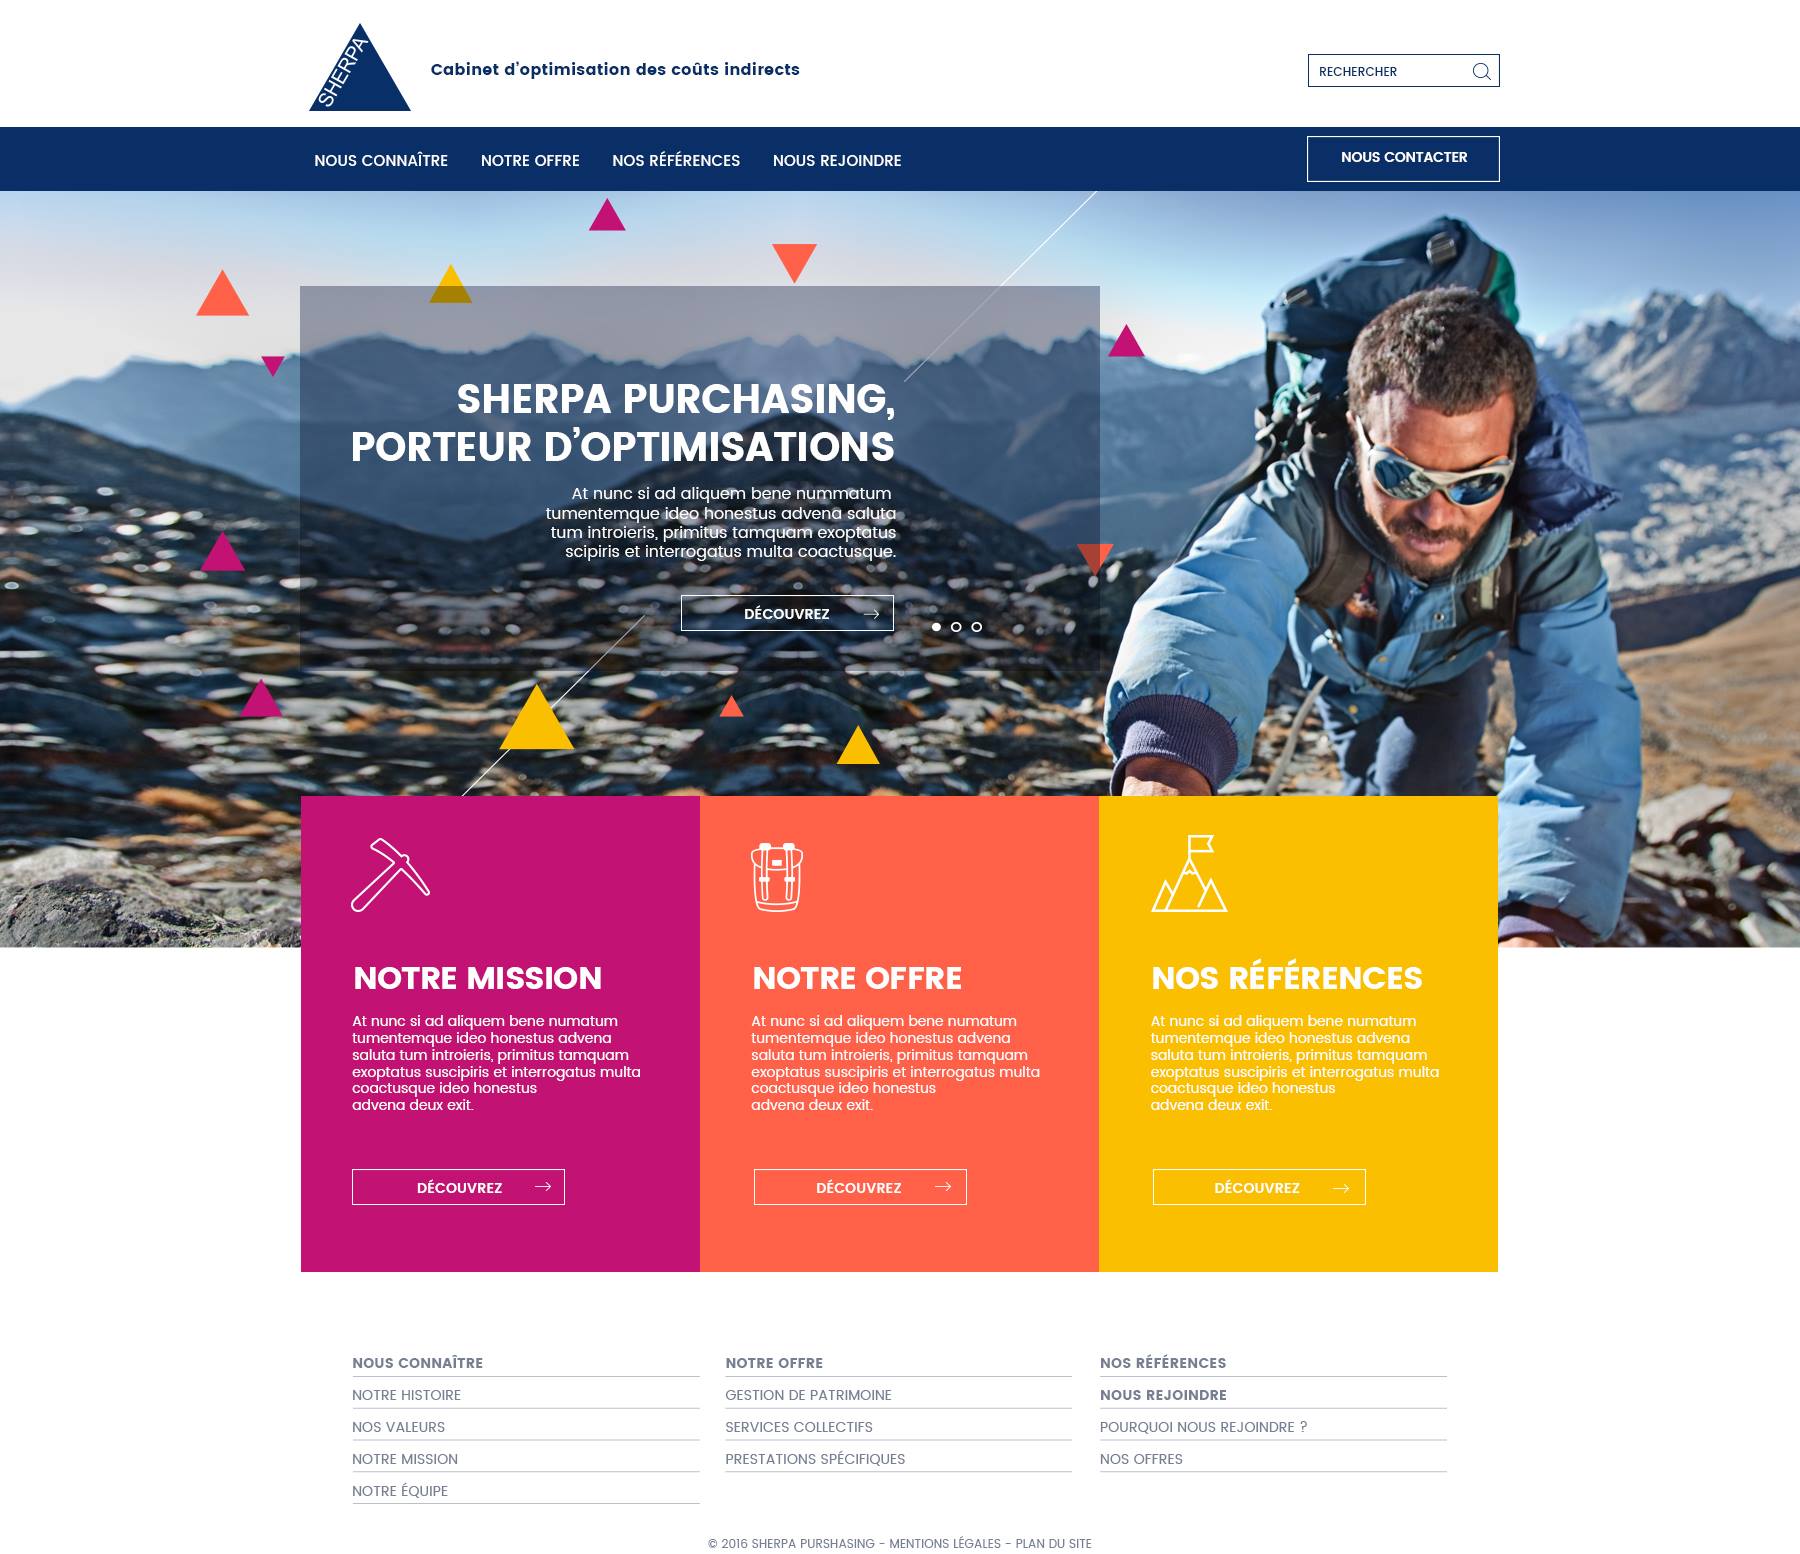 SHERPA
Cabinet d'optimisation des coûts indirects
RECHERCHER
NOUS CONNAÎTRE
NOTRE OFFRE
NOS RÉFÉRENCES
NOUS REJOINDRE
NOUS CONTACTER
SHERPA PURCHASING,
PORTEUR D'OPTIMISATIONS
At nunc si ad aliquem bene nummatum
tumentemque ideo honestus advena saluta
tum introieris, primitus tamquam exoptatus
scipiris et interrogatus multa coactusque.
DÉCOUVREZ
NOTRE MISSION
At nunc si ad aliquem bene numatum
tumentemque ideo honestus advena
saluta tum introieris, primitus tamquam
exoptatus suscipiris et interrogatus multa
coactusque ideo honestus
advena deux exit.
DÉCOUVREZ
NOTRE OFFRE
At nunc si ad aliquem bene numatum
tumentemque ideo honestus advena
saluta tum introieris, primitus tamquam
exoptatus suscipiris et interrogatus multa
coactusque ideo honestus
advena deux exit.
DÉCOUVREZ
NOS RÉFÉRENCES
At nunc si ad aliquem bene numatum
tumentemque ideo honestus advena
saluta tum introieris, primitus tamquam
exoptatus suscipiris et interrogatus multa
coactusque ideo honestus
advena deux exit.
DÉCOUVREZ
NOUS CONNAÎTRE
NOTRE HISTOIRE
NOS VALEURS
NOTRE MISSION
NOTRE ÉQUIPE
NOTRE OFFRE
GESTION DE PATRIMOINE
SERVICES COLLECTIFS
PRESTATIONS SPÉCIFIQUES
NOS RÉFÉRENCES
NOUS REJOINDRE
POURQUOI NOUS REJOINDRE ?
NOS OFFRES
© 2016 SHERPA PURSHASING - MENTIONS LÉGALES - PLAN DU SITE